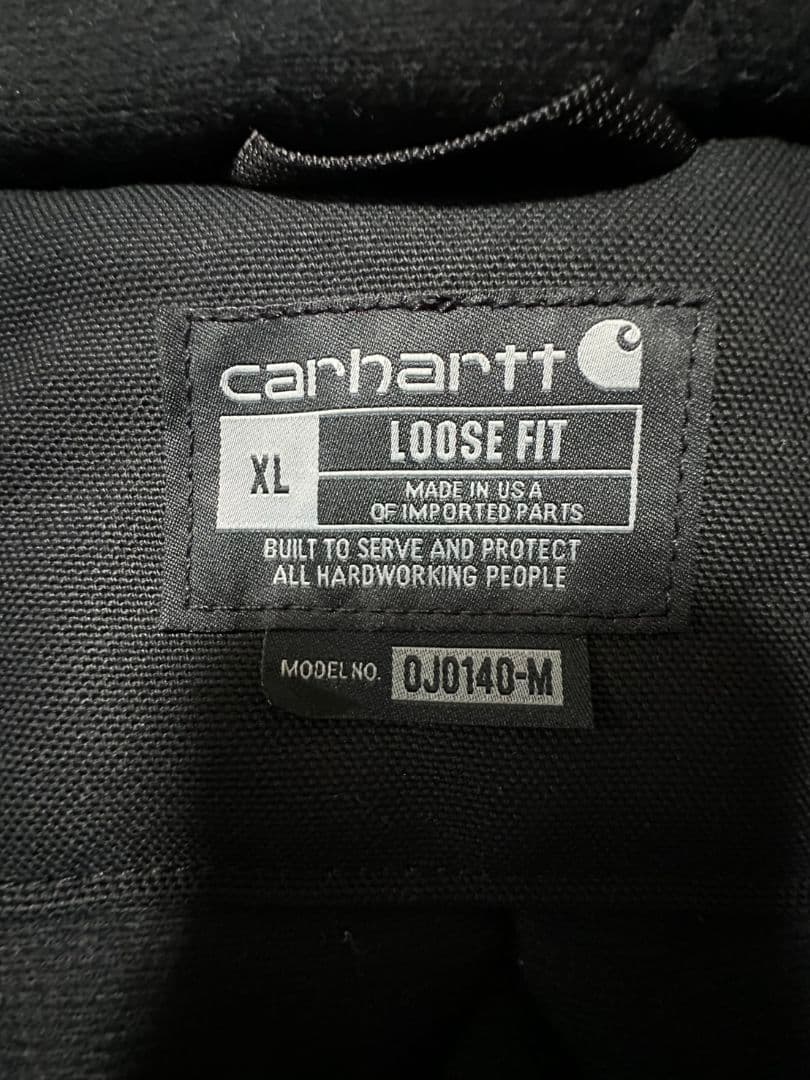 carhartt
XL
LOOSE FIT
MADE IN USA
OF IMPORTED PARTS
BUILT TO SERVE AND PROTECT
ALL HARDWORKING PEOPLE
MODEL NO. OJ0140-M